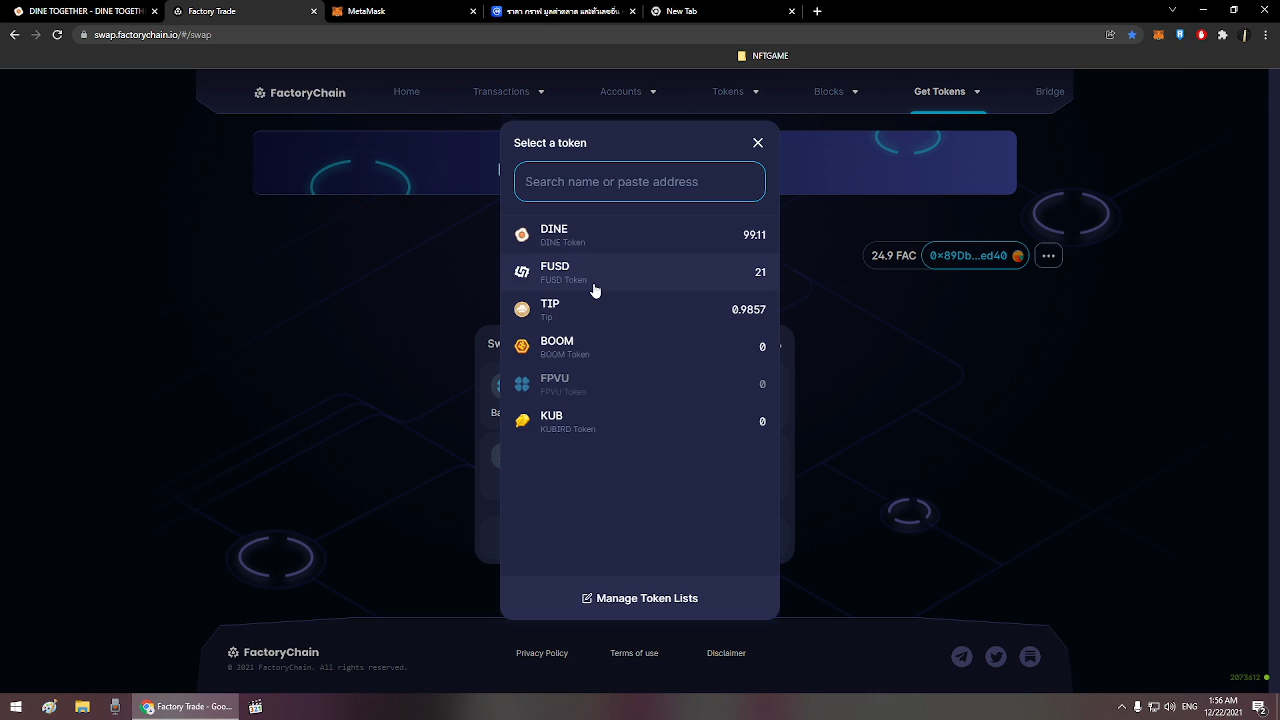 DINE TOGETHER - DINE TOGETH
Factory Trade
MetaMask
New Tab
swap.factorychain.io/#/swap
NFTGAME
FactoryChain
Home
Transactions
Accounts
Tokens
Blocks
Get Tokens
Bridge
Select a token
Search name or paste address
DINE
DINE Token
99.11
24.9 FAC
0×89Db...ed40
FUSD
FUSD Token
21
TIP
Tip
0.9857
BOOM
BOOM Token
0
FPVU
FPVU Token
0
KUB
KUBIRD Token
0
Manage Token Lists
FactoryChain
© 2021 FactoryChain. All rights reserved.
Privacy Policy
Terms of use
Disclaimer
2073612
Factory Trade - Goo...
1:56 AM
12/22/2021
2